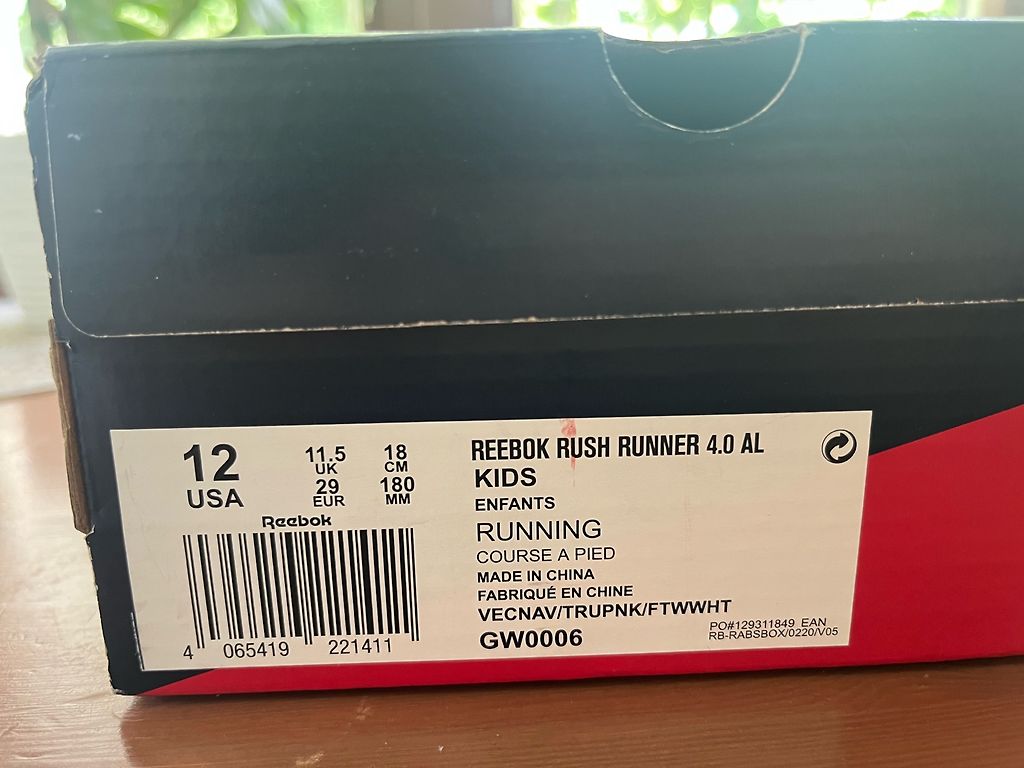 12
USA
11.5
UK
29
EUR
18
CM
180
MM
Reebok
4 065419 221411
REEBOK RUSH RUNNER 4.0 AL
KIDS
ENFANTS
RUNNING
COURSE A PIED
MADE IN CHINA
FABRIQUÉ EN CHINE
VECNAV/TRUPNK/FTWWHT
GW0006
PO#129311849 EAN
RB-RABSBOX/0220/V05